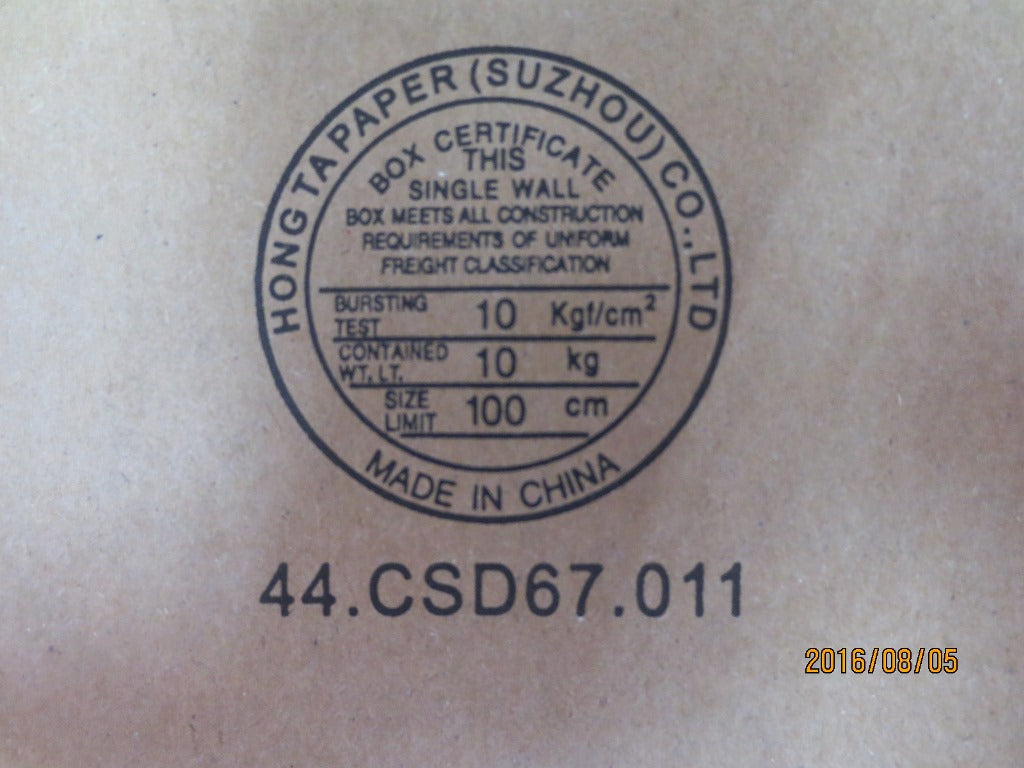 HONG TA PAPER (SUZHOU) CO.,LTD
BOX CERTIFICATE
THIS
SINGLE WALL
BOX MEETS ALL CONSTRUCTION
REQUIREMENTS OF UNIFORM
FREIGHT CLASSIFICATION
BURSTING TEST 10 Kgf/cm²
CONTAINED WT. LT. 10 kg
SIZE LIMIT 100 cm
MADE IN CHINA
44.CSD67.011
2016/08/05